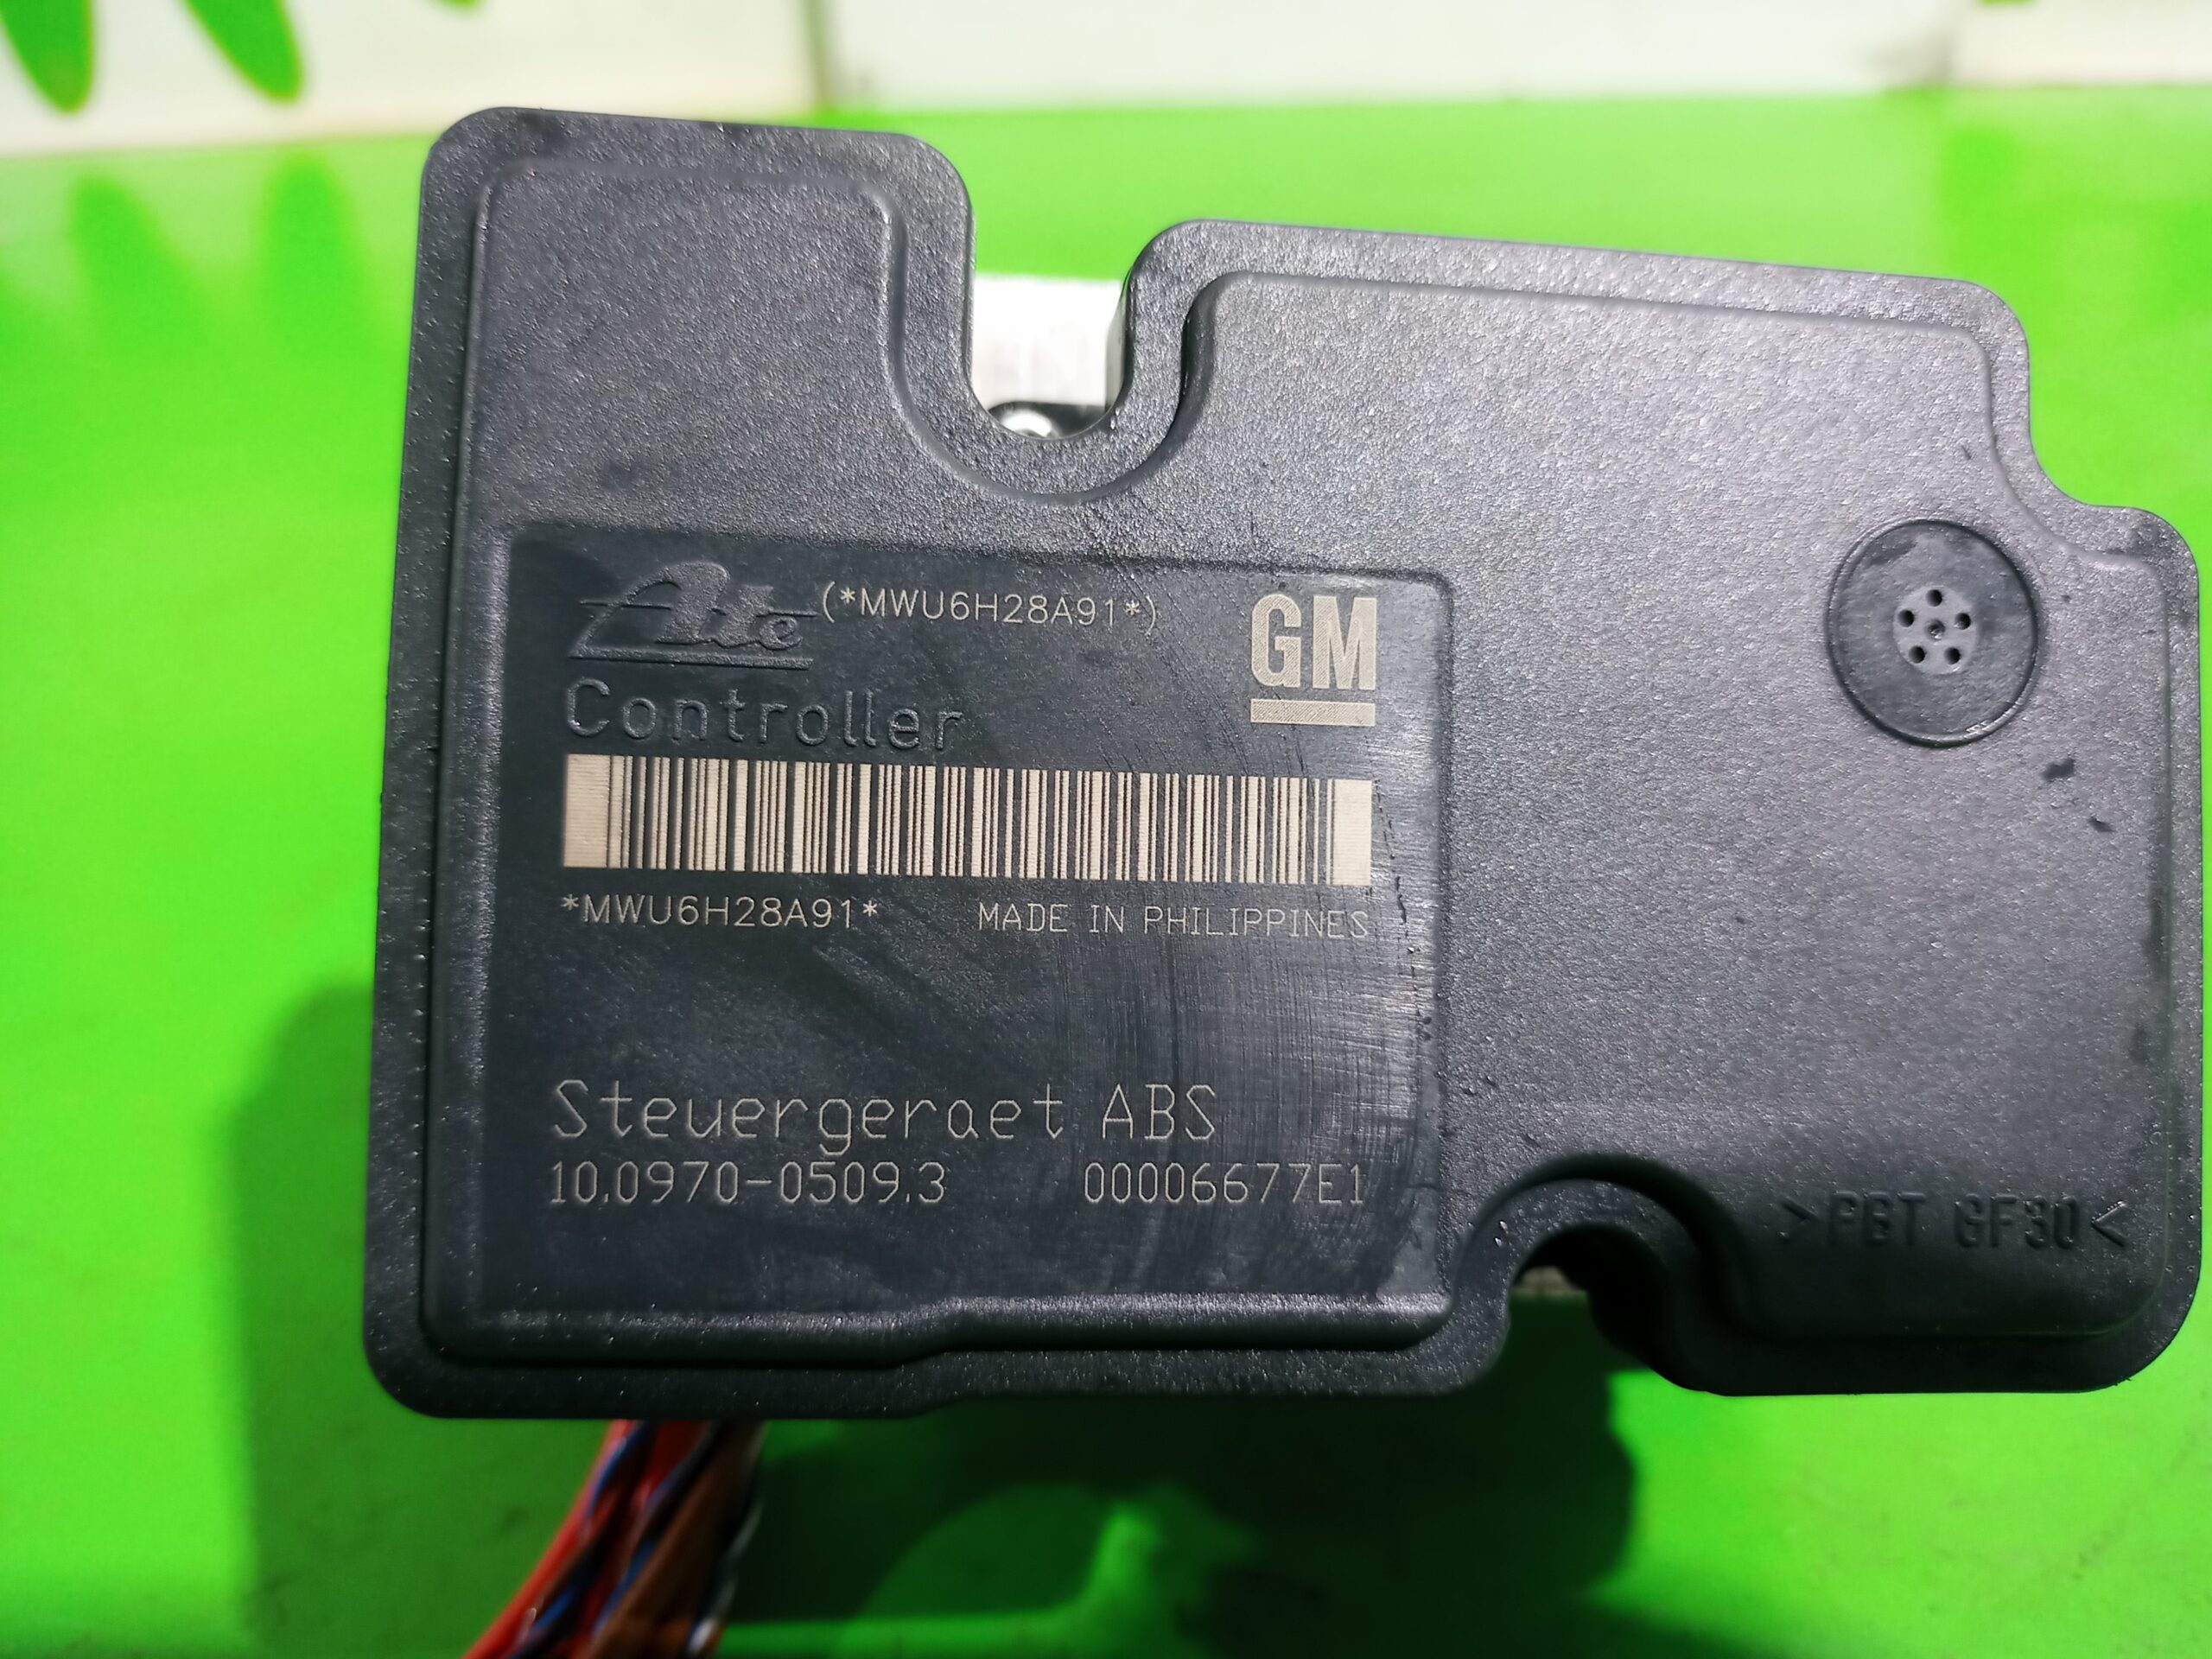 Ate (*MWU6H28A91*) GM
Controller
*MWU6H28A91* MADE IN PHILIPPINES
Steuergeraet ABS
10.0970-0509.3 00006677E1
>PBT GF30<